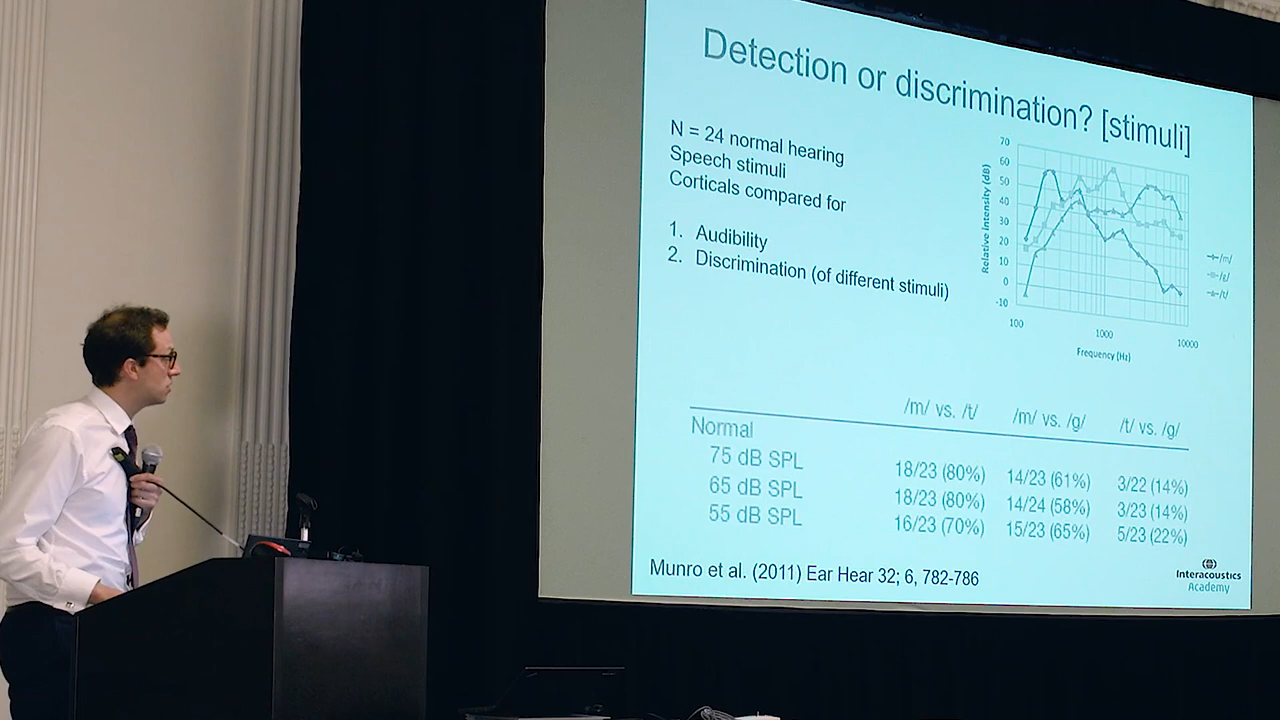 Detection or discrimination? [stimuli]
N = 24 normal hearing
Speech stimuli
Corticals compared for
1. Audibility
2. Discrimination (of different stimuli)
Relative Intensity (dB)
70
60
50
40
30
20
10
0
-10
100
1000
10000
Frequency (Hz)
/m/
/g/
/t/
/m/ vs. /t/ /m/ vs. /g/ /t/ vs. /g/
Normal
75 dB SPL 18/23 (80%) 14/23 (61%) 3/22 (14%)
65 dB SPL 18/23 (80%) 14/24 (58%) 3/23 (14%)
55 dB SPL 16/23 (70%) 15/23 (65%) 5/23 (22%)
Munro et al. (2011) Ear Hear 32; 6, 782-786
Interacoustics
Academy